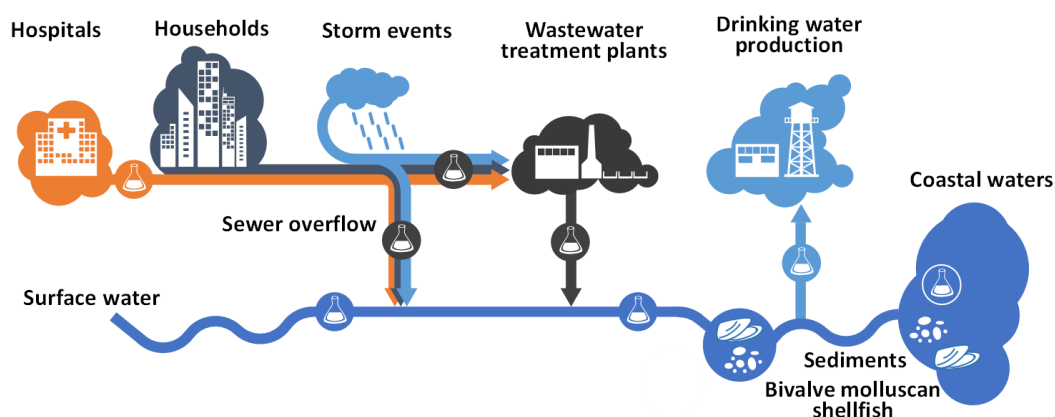 Hospitals
Households
Storm events
Wastewater
treatment plants
Drinking water
production
Coastal waters
Sewer overflow
Surface water
Sediments
Bivalve molluscan
shellfish